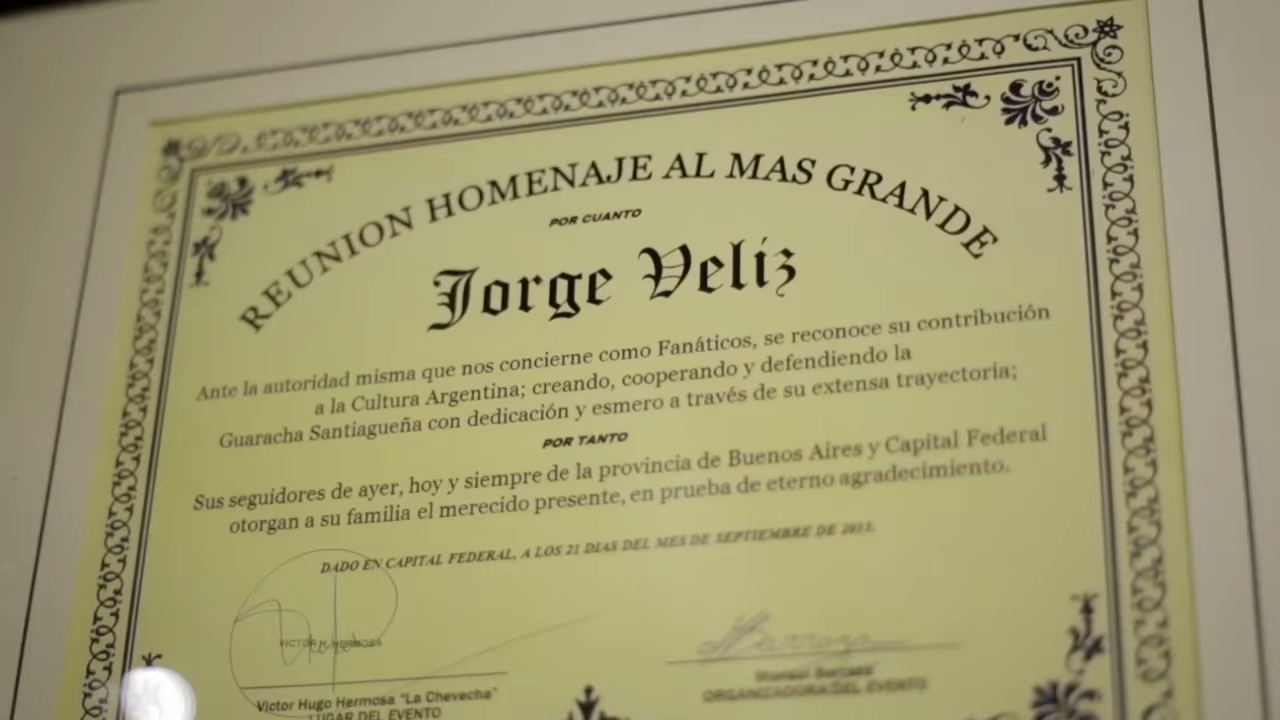 REUNION HOMENAJE AL MAS GRANDE
POR CUANTO
Jorge Veliz
Ante la autoridad misma que nos concierne como Fanáticos, se reconoce su contribución
a la Cultura Argentina; creando, cooperando y defendiendo la
Guaracha Santiagueña con dedicación y esmero a través de su extensa trayectoria;
POR TANTO
Sus seguidores de ayer, hoy y siempre de la provincia de Buenos Aires y Capital Federal
otorgan a su familia el merecido presente, en prueba de eterno agradecimiento.
DADO EN CAPITAL FEDERAL, A LOS 21 DIAS DEL MES DE SEPTIEMBRE DE 2013.
VICTOR H. HERMOSA
Victor Hugo Hermosa "La Chevecha"
LUGAR DEL EVENTO
Barroza
ORGANIZADORA DEL EVENTO